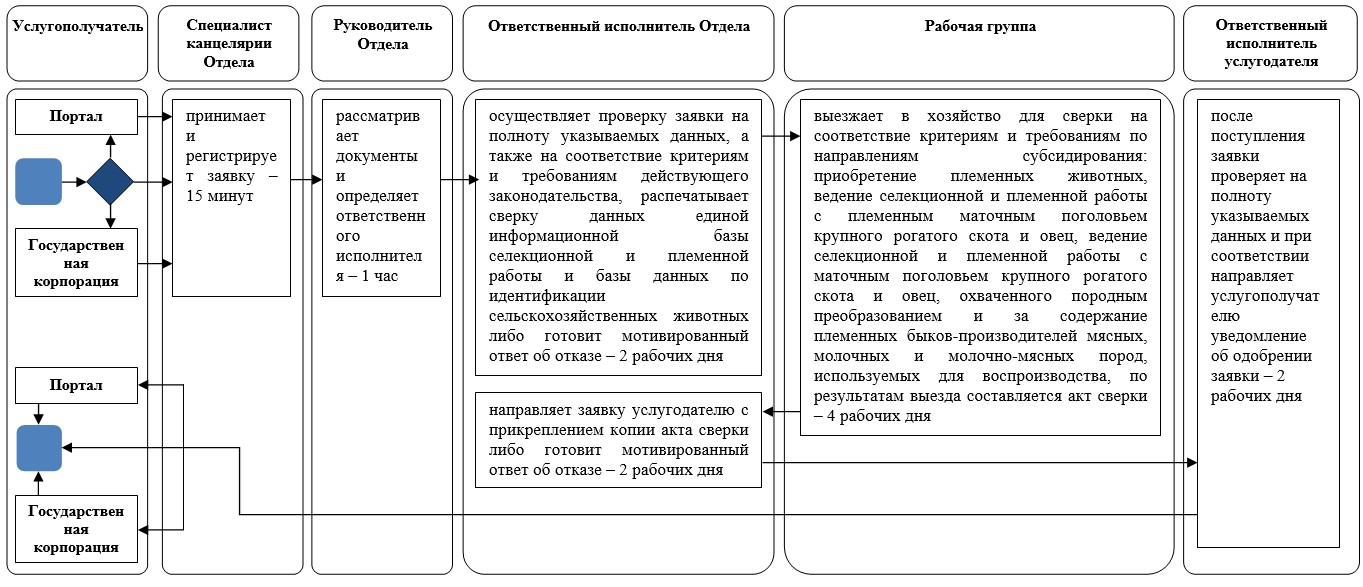 Услугополучатель
Специалист
канцелярии
Отдела
Руководитель
Отдела
Ответственный исполнитель Отдела
Рабочая группа
Ответственный
исполнитель
услугодателя
Портал
Государствен
ная
корпорация
принимает
и
регистрируе
т заявку –
15 минут
рассматрив
ает
документы
и
определяет
ответственн
ого
исполнител
я – 1 час
осуществляет проверку заявки на
полноту указываемых данных, а
также на соответствие критериям
и требованиям действующего
законодательства, распечатывает
сверку данных единой
информационной базы
селекционной и племенной
работы и базы данных по
идентификации
сельскохозяйственных животных
либо готовит мотивированный
ответ об отказе – 2 рабочих дня
выезжает в хозяйство для сверки на
соответствие критериям и требованиям по
направлениям субсидирования:
приобретение племенных животных,
ведение селекционной и племенной работы
с племенным маточным поголовьем
крупного рогатого скота и овец, ведение
селекционной и племенной работы с
маточным поголовьем крупного рогатого
скота и овец, охваченного породным
преобразованием и за содержание
племенных быков-производителей мясных,
молочных и молочно-мясных пород,
используемых для воспроизводства, по
результатам выезда составляется акт сверки
– 4 рабочих дня
после
поступления
заявки
проверяет на
полноту
указываемых
данных и при
соответствии
направляет
услугополучат
елю
уведомление
об одобрении
заявки – 2
рабочих дня
Портал
Государствен
ная
корпорация
направляет заявку услугодателю с
прикреплением копии акта сверки
либо готовит мотивированный
ответ об отказе – 2 рабочих дня